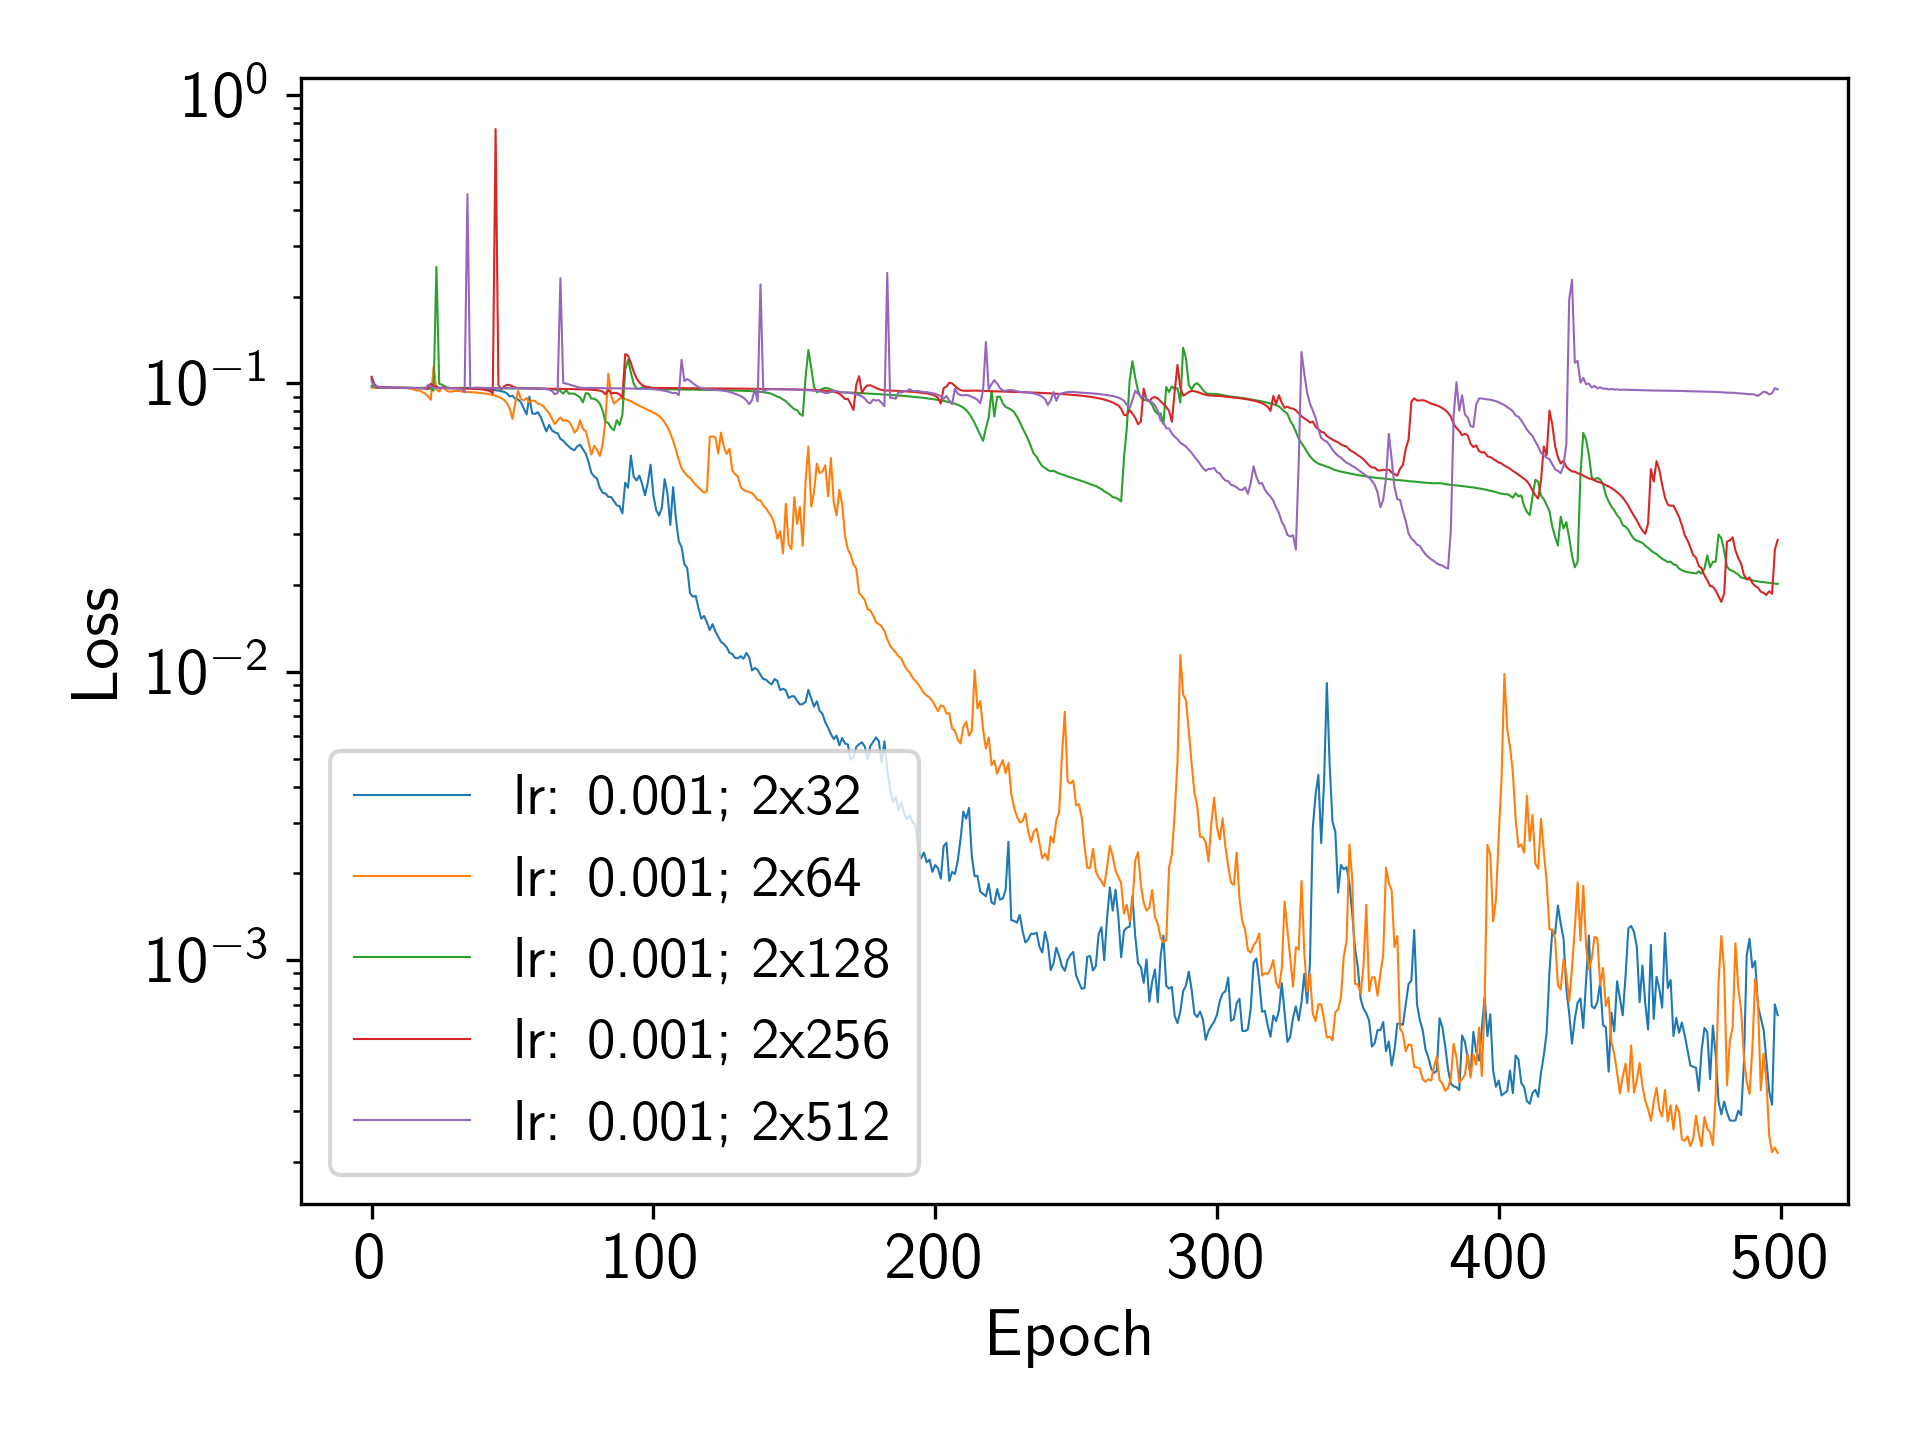 10^0
10^−1
10^−2
10^−3
Loss
lr: 0.001; 2x32
lr: 0.001; 2x64
lr: 0.001; 2x128
lr: 0.001; 2x256
lr: 0.001; 2x512
0 100 200 300 400 500
Epoch